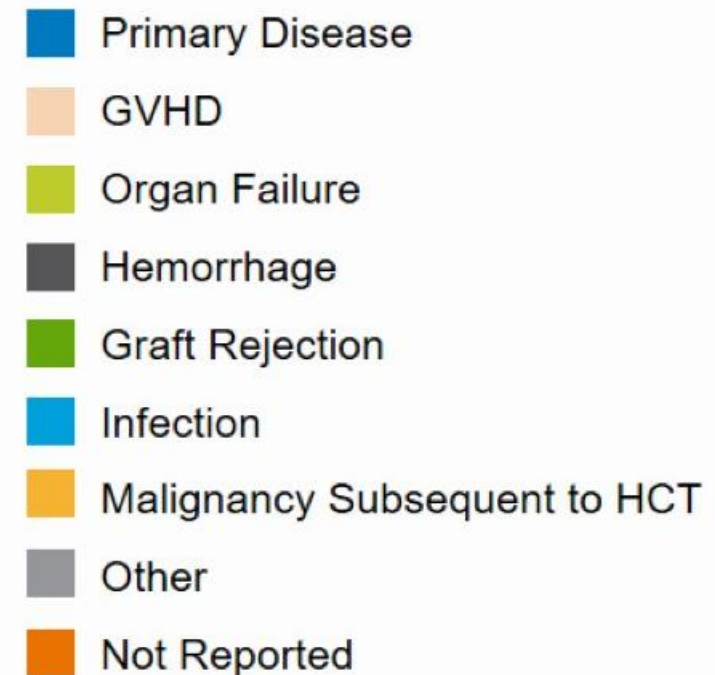 Primary Disease
GVHD
Organ Failure
Hemorrhage
Graft Rejection
Infection
Malignancy Subsequent to HCT
Other
Not Reported